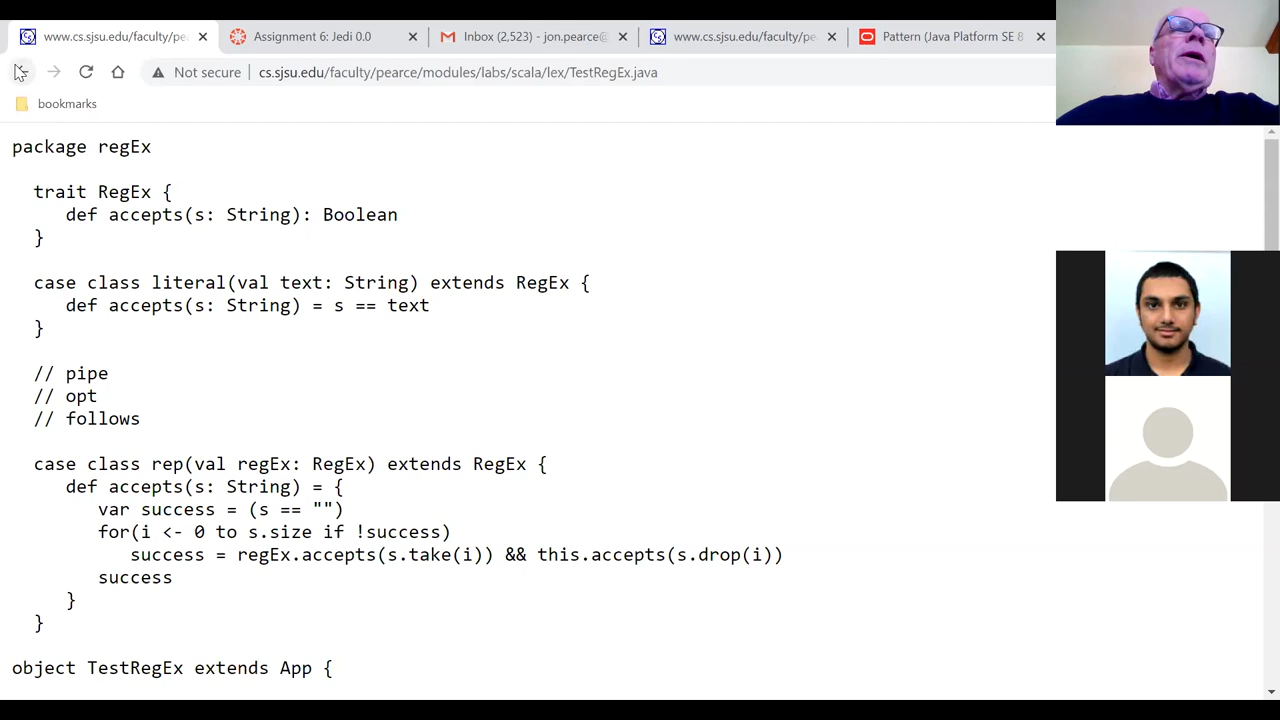 www.cs.sjsu.edu/faculty/pe
Assignment 6: Jedi 0.0
Inbox (2,523) - jon.pearce@
www.cs.sjsu.edu/faculty/pe
Pattern (Java Platform SE 8
Not secure
cs.sjsu.edu/faculty/pearce/modules/labs/scala/lex/TestRegEx.java
bookmarks
package regEx
trait RegEx {
def accepts(s: String): Boolean
}
case class literal(val text: String) extends RegEx {
def accepts(s: String) = s == text
}
// pipe
// opt
// follows
case class rep(val regEx: RegEx) extends RegEx {
def accepts(s: String) = {
var success = (s == "")
for(i <- 0 to s.size if !success)
success = regEx.accepts(s.take(i)) && this.accepts(s.drop(i))
success
}
}
object TestRegEx extends App {